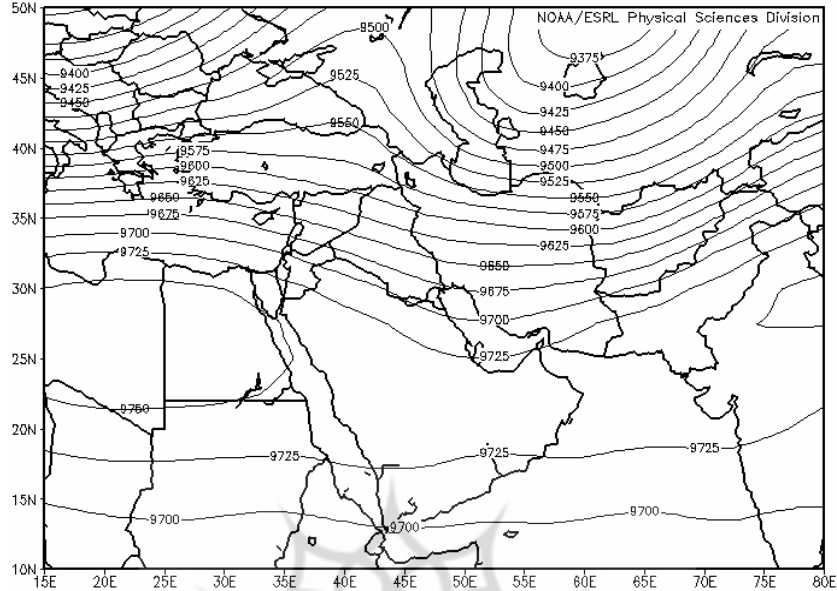 50N NOAA/ESRL Physical Sciences Division
9500
9375
45N
9400 9525 9400
9425
9450 9425
9550 9450
40N 9575 9475
9600 9500
9625 9525
9650 9550
35N 9675 9575
9700 9600
9725 9625
9650
30N 9675
9700
25N 9725
9750
20N
9725 9725 9725
15N
9700 9700 9700
10N
15E 20E 25E 30E 35E 40E 45E 50E 55E 60E 65E 70E 75E 80E